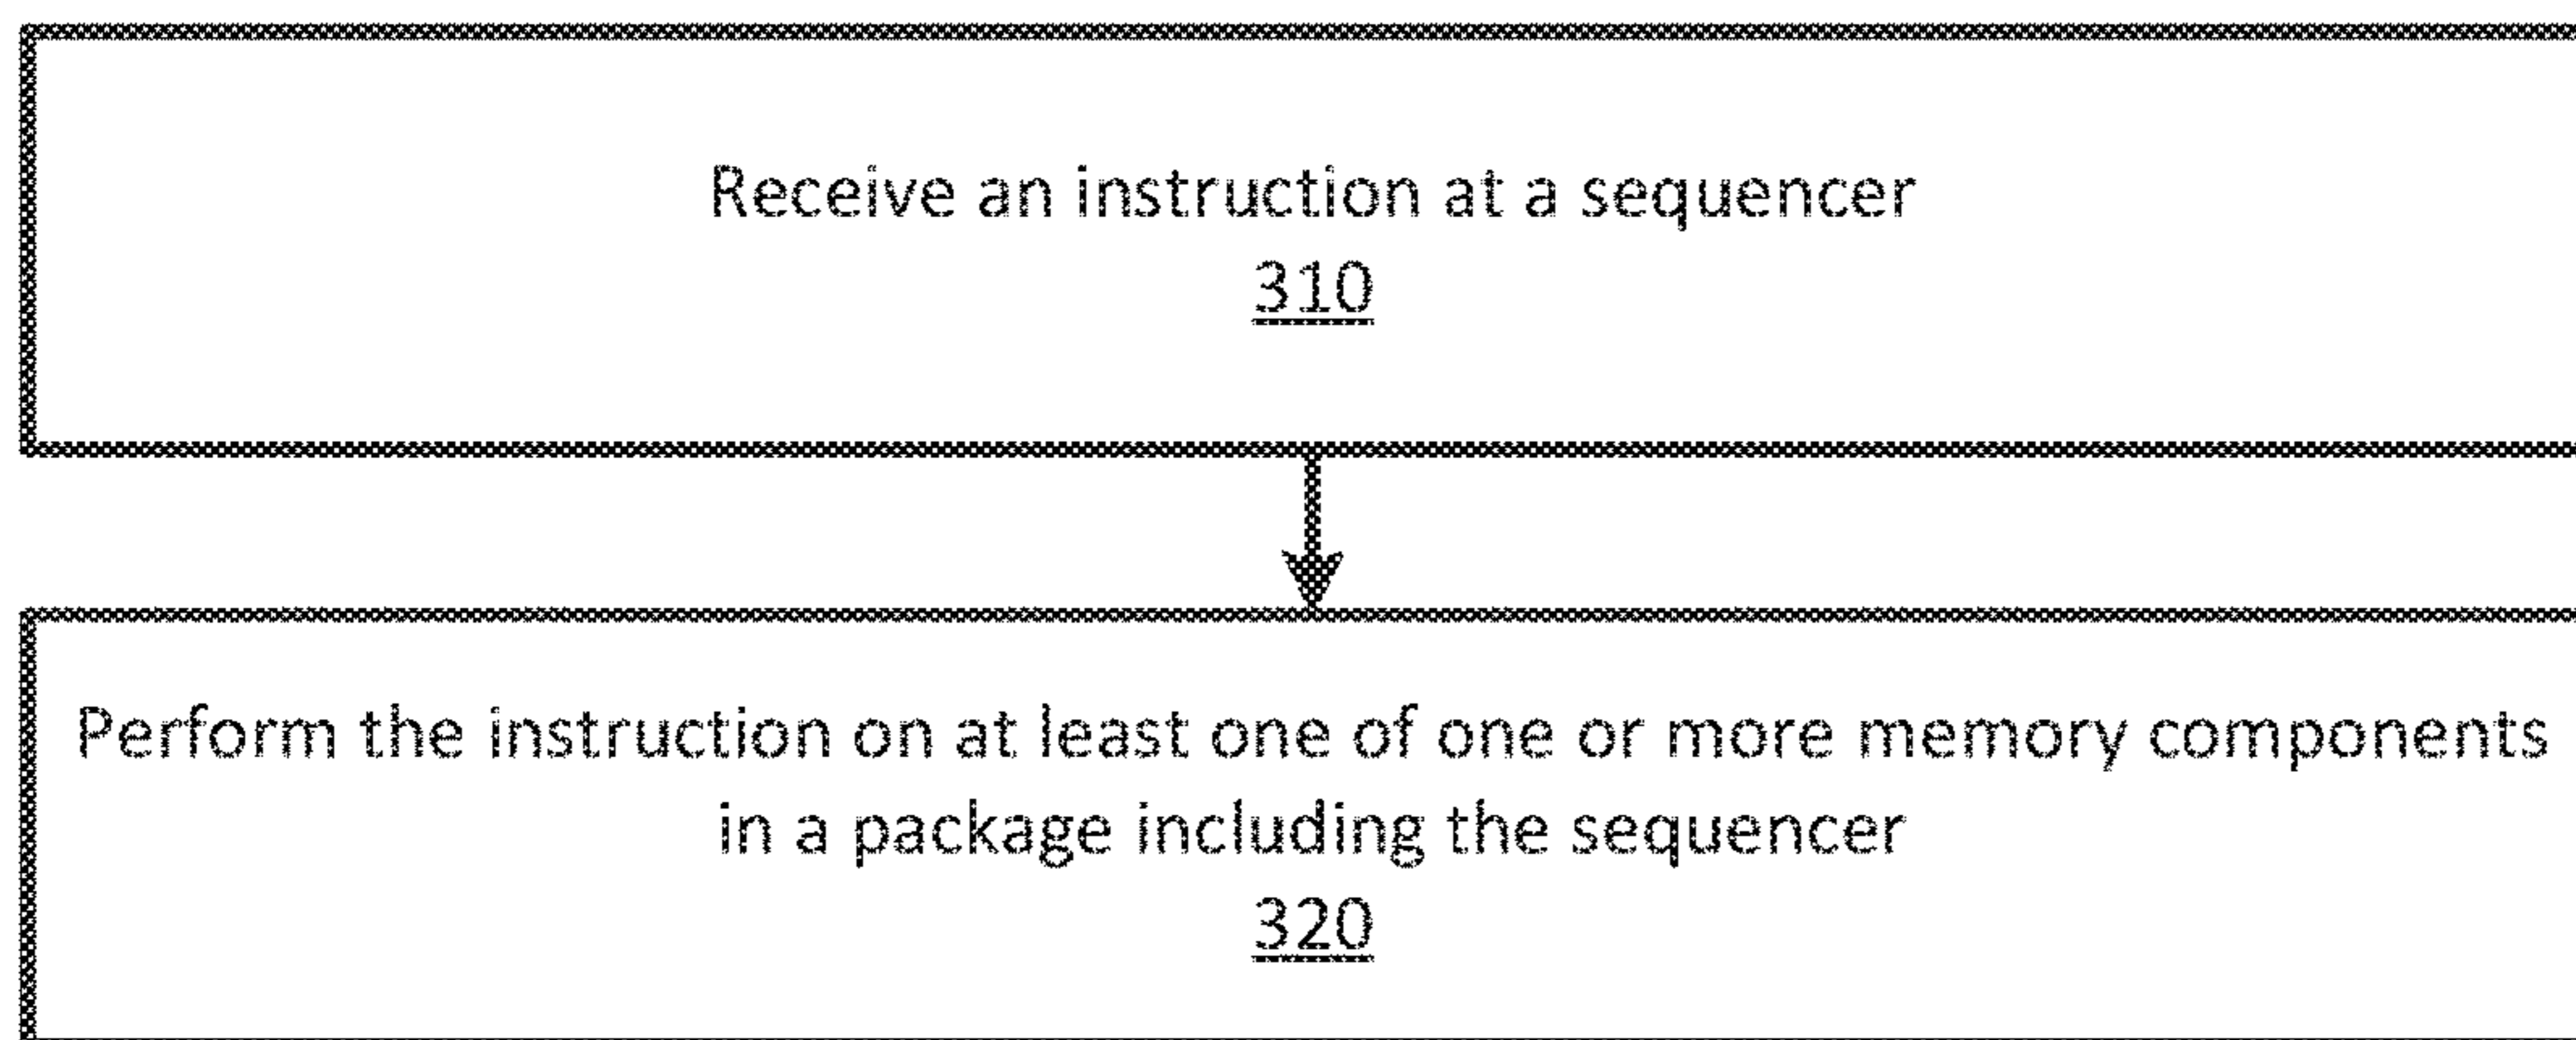 Receive an instruction at a sequencer
310
Perform the instruction on at least one of one or more memory components
in a package including the sequencer
320